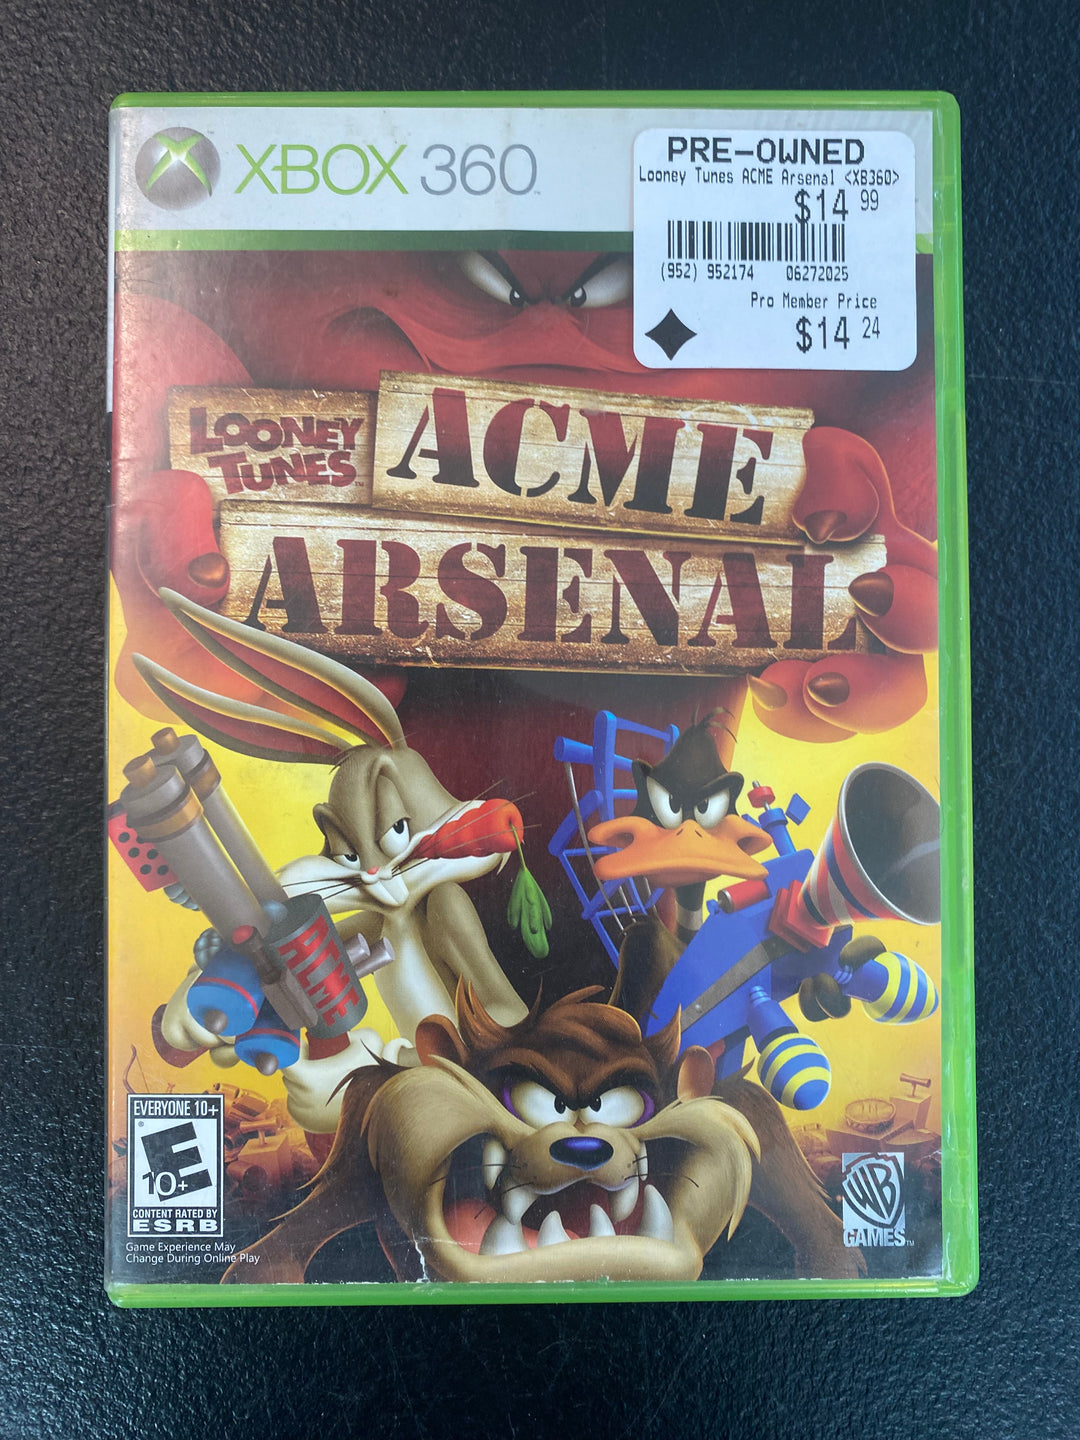 XBOX 360
PRE-OWNED
Looney Tunes ACME Arsenal <XB360>
$14 99
(952) 952174 06272025
Pro Member Price
$14 24
LOONEY
TUNES™
ACME
ARSENAL
ACME
EVERYONE 10+
E
10+
CONTENT RATED BY
ESRB
Game Experience May
Change During Online Play
WB
GAMES™